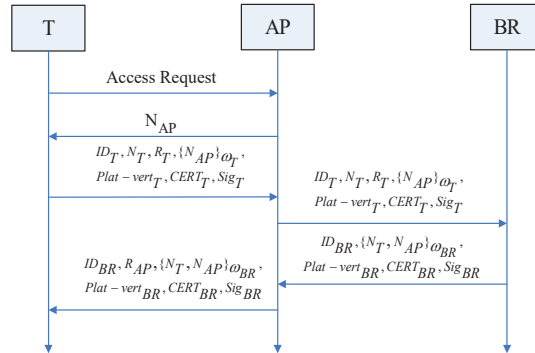 T
AP
BR
Access Request
N_AP
ID_T, N_T, R_T, {N_AP}ω_T,
Plat−vert_T, CERT_T, Sig_T
ID_T, N_T, R_T, {N_AP}ω_T,
Plat−vert_T, CERT_T, Sig_T
ID_BR, {N_T, N_AP}ω_BR,
Plat−vert_BR, CERT_BR, Sig_BR
ID_BR, R_AP, {N_T, N_AP}ω_BR,
Plat−vert_BR, CERT_BR, Sig_BR